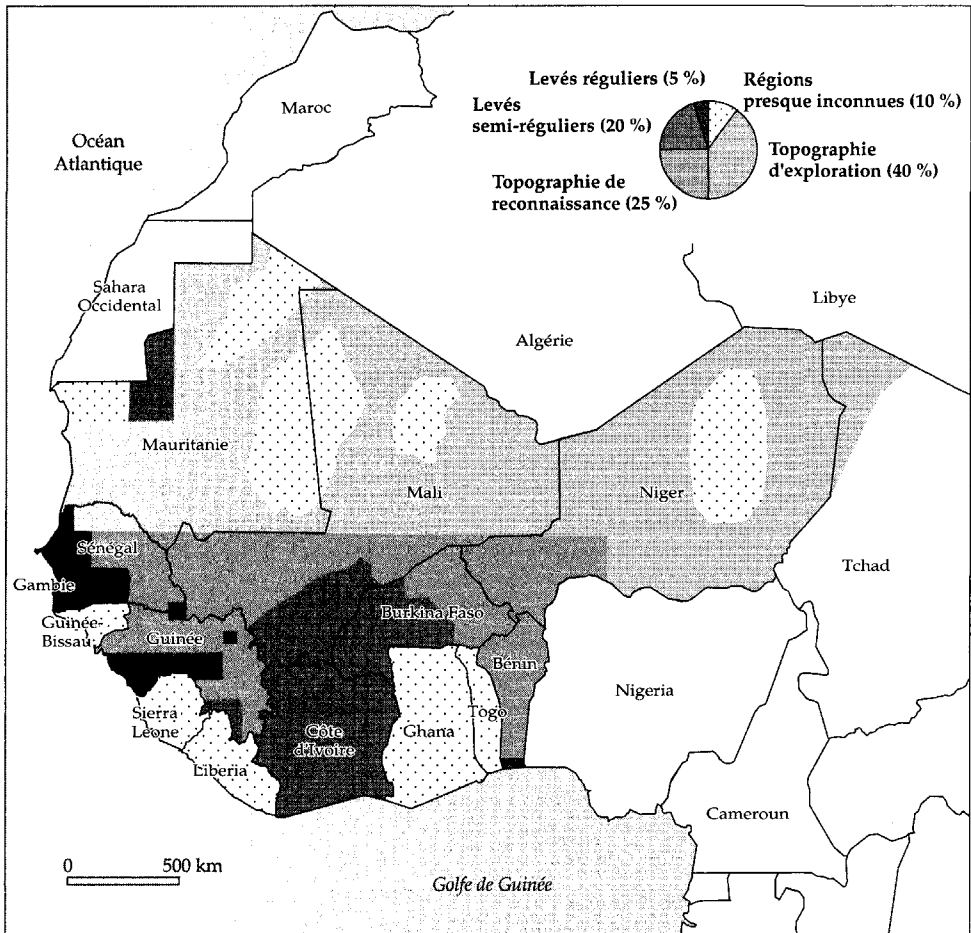 Levés réguliers (5 %)
Régions
presque inconnues (10 %)
Levés
semi-réguliers (20 %)
Topographie
d'exploration (40 %)
Topographie de
reconnaissance (25 %)
Maroc
Océan
Atlantique
Sahara
Occidental
Algérie
Libye
Mauritanie
Mali
Niger
Tchad
Sénégal
Gambie
Guinée-
Bissau
Guinée
Burkina Faso
Bénin
Nigeria
Sierra
Leone
Liberia
Côte
d'Ivoire
Ghana
Togo
Cameroun
0 500 km
Golfe de Guinée